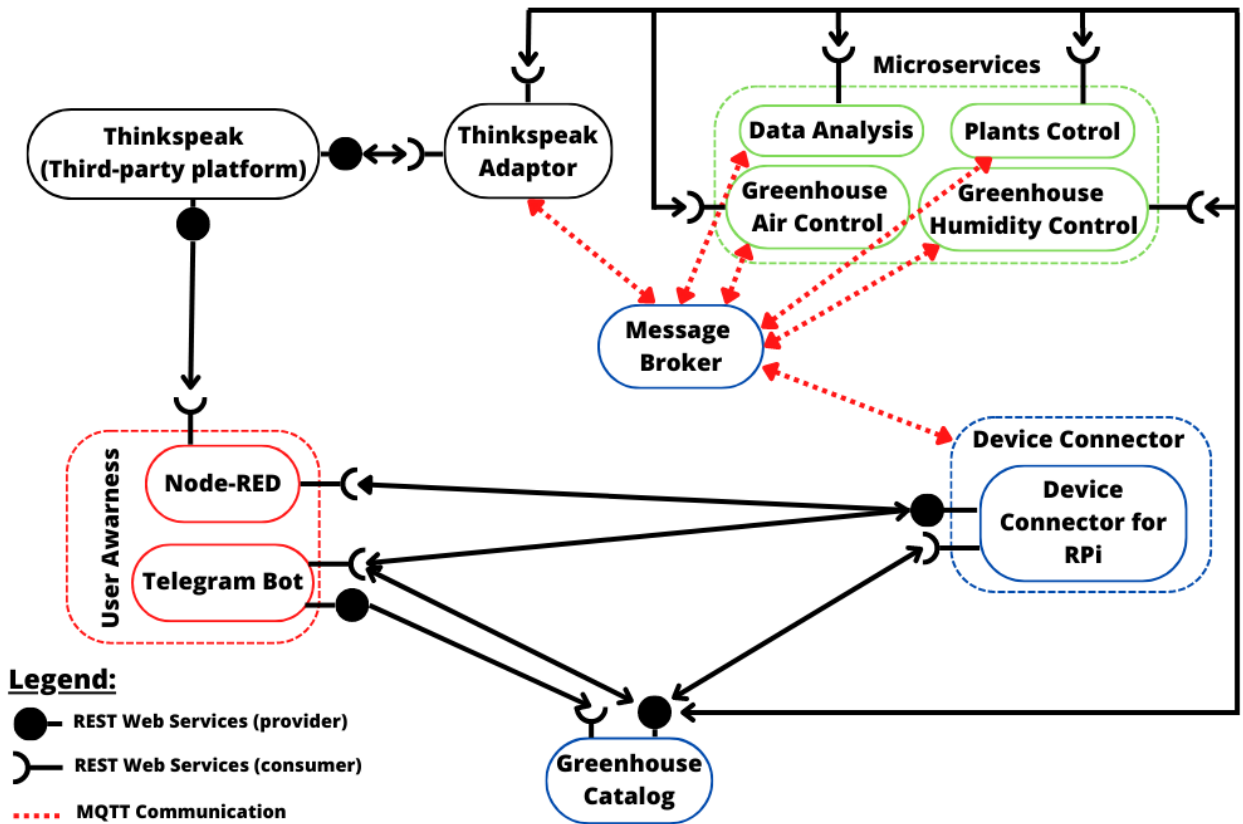 Microservices
Thinkspeak
(Third-party platform)
Thinkspeak
Adaptor
Data Analysis
Plants Cotrol
Greenhouse
Air Control
Greenhouse
Humidity Control
Message
Broker
User Awarness
Node-RED
Telegram Bot
Device Connector
Device
Connector for
RPi
Greenhouse
Catalog
Legend:
REST Web Services (provider)
REST Web Services (consumer)
MQTT Communication